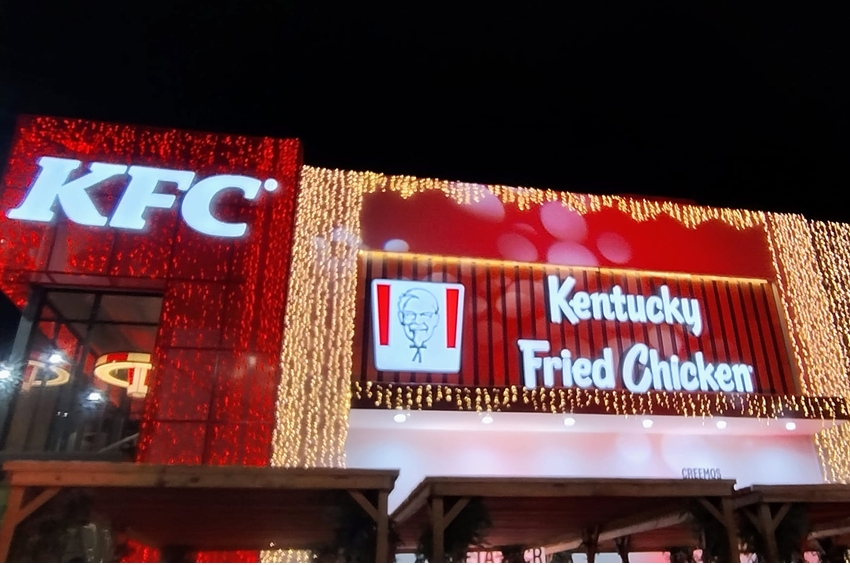 KFC
Kentucky
Fried Chicken
CREEMOS